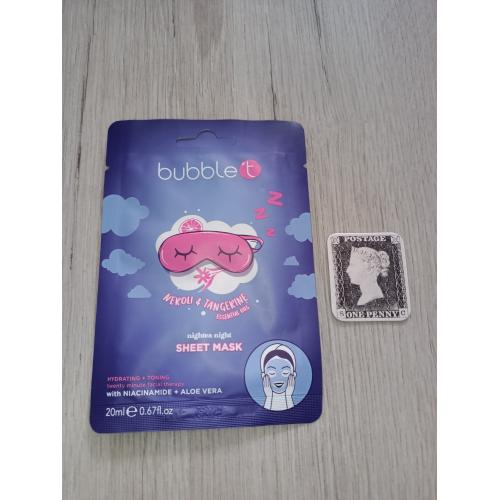 bubble t
z
z
z
NEROLI & TANGERINE
ESSENTIAL OILS
nightea night
SHEET MASK
HYDRATING + TONING
twenty minute facial therapy
with NIACINAMIDE + ALOE VERA
20ml e 0.67fl.oz
POSTAGE
S ONE PENNY C